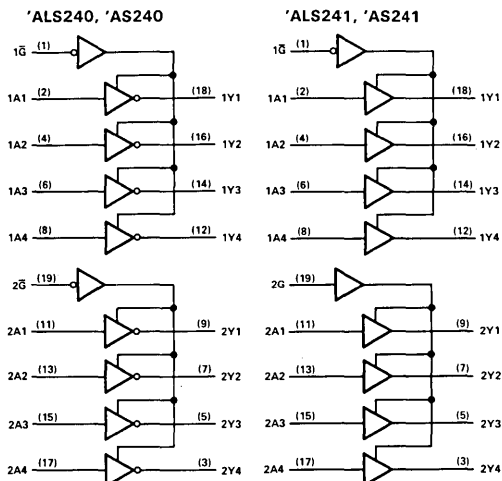 'ALS240, 'AS240
1G̅ (1)
1A1 (2) (18) 1Y1
1A2 (4) (16) 1Y2
1A3 (6) (14) 1Y3
1A4 (8) (12) 1Y4
2G̅ (19)
2A1 (11) (9) 2Y1
2A2 (13) (7) 2Y2
2A3 (15) (5) 2Y3
2A4 (17) (3) 2Y4
'ALS241, 'AS241
1G̅ (1)
1A1 (2) (18) 1Y1
1A2 (4) (16) 1Y2
1A3 (6) (14) 1Y3
1A4 (8) (12) 1Y4
2G (19)
2A1 (11) (9) 2Y1
2A2 (13) (7) 2Y2
2A3 (15) (5) 2Y3
2A4 (17) (3) 2Y4